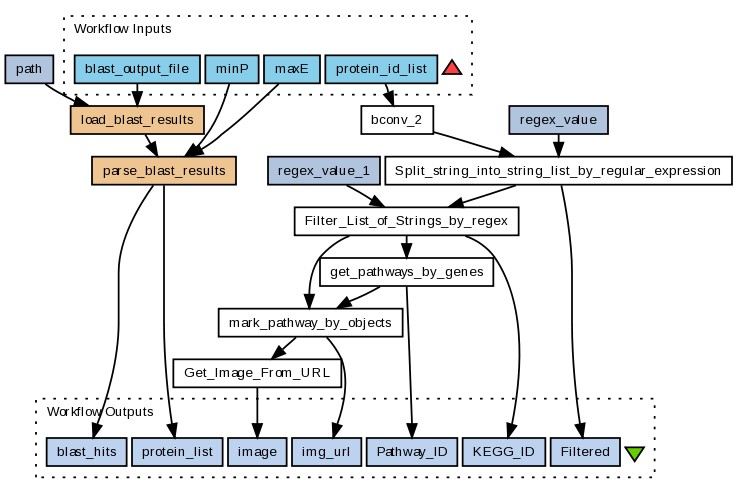 Workflow Inputs
path
blast_output_file
minP
maxE
protein_id_list
load_blast_results
bconv_2
regex_value
parse_blast_results
regex_value_1
Split_string_into_string_list_by_regular_expression
Filter_List_of_Strings_by_regex
get_pathways_by_genes
mark_pathway_by_objects
Get_Image_From_URL
Workflow Outputs
blast_hits
protein_list
image
img_url
Pathway_ID
KEGG_ID
Filtered